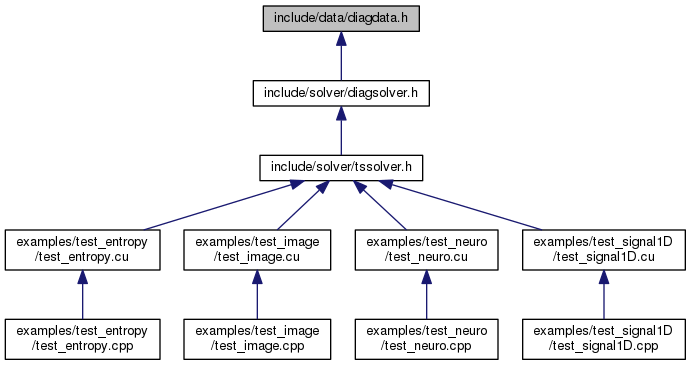 include/data/diagdata.h
include/solver/diagsolver.h
include/solver/tssolver.h
examples/test_entropy
/test_entropy.cu
examples/test_image
/test_image.cu
examples/test_neuro
/test_neuro.cu
examples/test_signal1D
/test_signal1D.cu
examples/test_entropy
/test_entropy.cpp
examples/test_image
/test_image.cpp
examples/test_neuro
/test_neuro.cpp
examples/test_signal1D
/test_signal1D.cpp